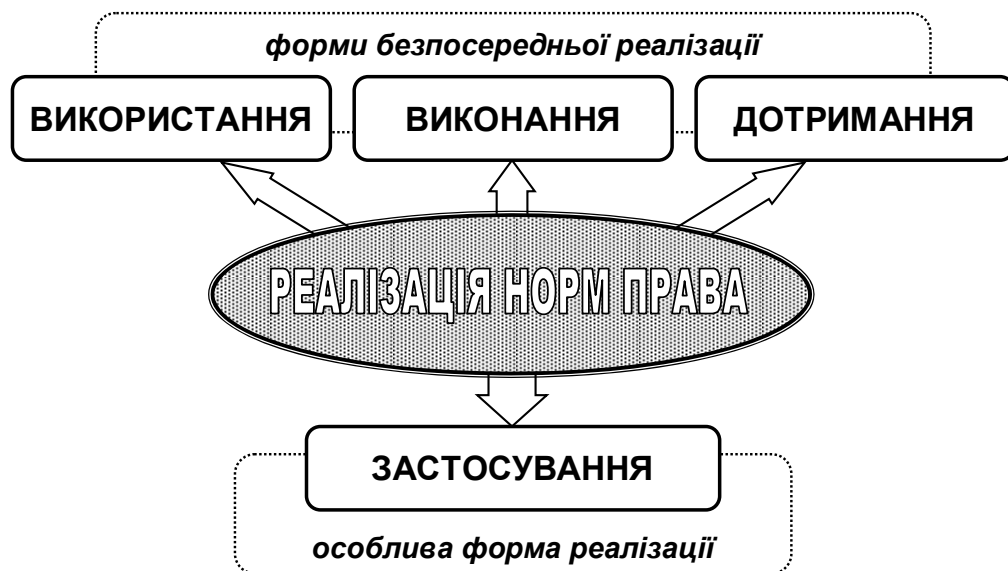 форми безпосередньої реалізації
ВИКОРИСТАННЯ
ВИКОНАННЯ
ДОТРИМАННЯ
РЕАЛІЗАЦІЯ НОРМ ПРАВА
ЗАСТОСУВАННЯ
особлива форма реалізації